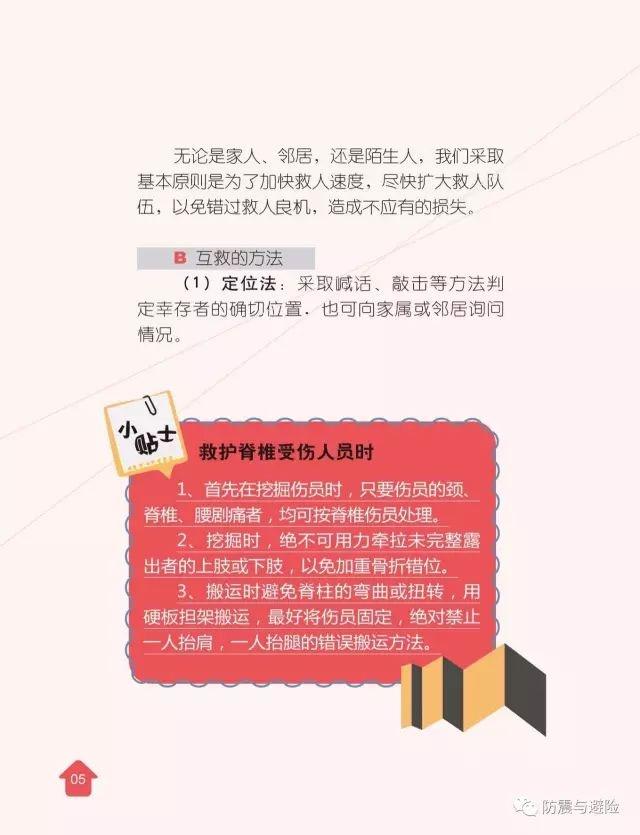 无论是家人、邻居，还是陌生人，我们采取
基本原则是为了加快救人速度，尽快扩大救人队
伍，以免错过救人良机，造成不应有的损失。
B 互救的方法
（1）定位法：采取喊话、敲击等方法判
定幸存者的确切位置．也可向家属或邻居询问
情况。
小
贴士
救护脊椎受伤人员时
1、首先在挖掘伤员时，只要伤员的颈、
脊椎、腰剧痛者，均可按脊椎伤员处理。
2、挖掘时，绝不可用力牵拉未完整露
出者的上肢或下肢，以免加重骨折错位。
3、搬运时避免脊柱的弯曲或扭转，用
硬板担架搬运，最好将伤员固定，绝对禁止
一人抬肩，一人抬腿的错误搬运方法。
05
防震与避险